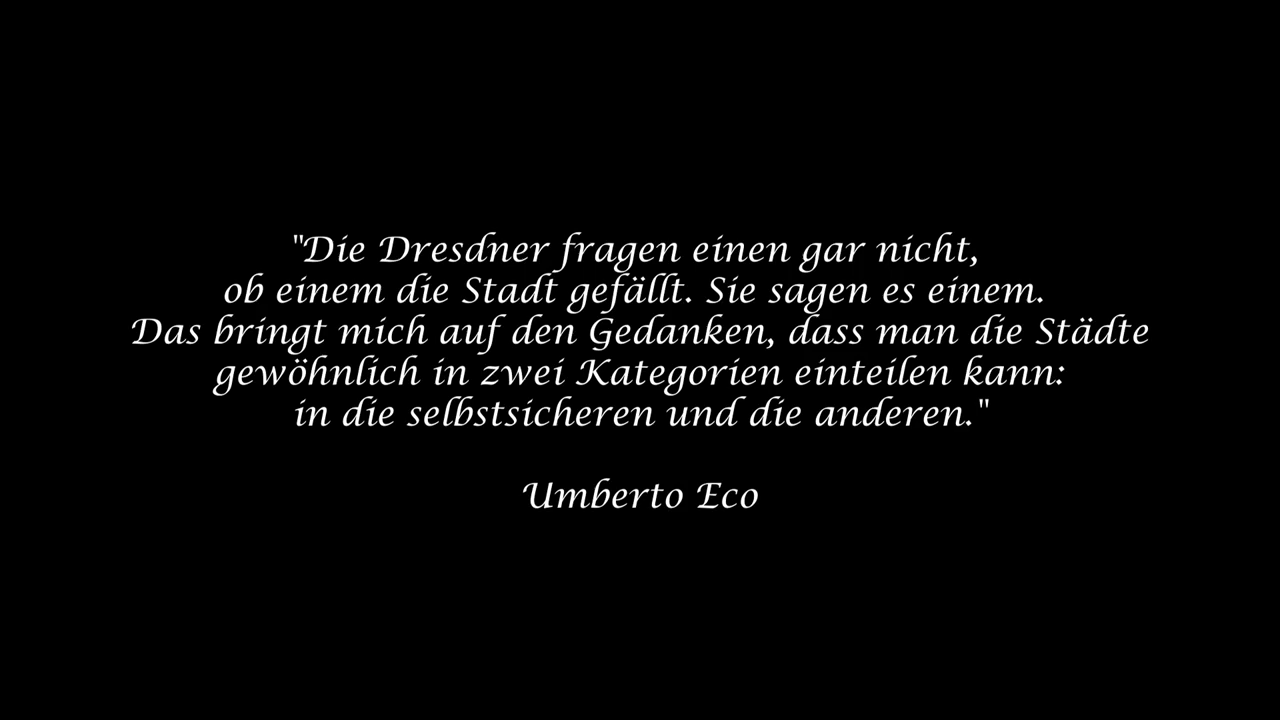 "Die Dresdner fragen einen gar nicht,
ob einem die Stadt gefällt. Sie sagen es einem.
Das bringt mich auf den Gedanken, dass man die Städte
gewöhnlich in zwei Kategorien einteilen kann:
in die selbstsicheren und die anderen."
Umberto Eco